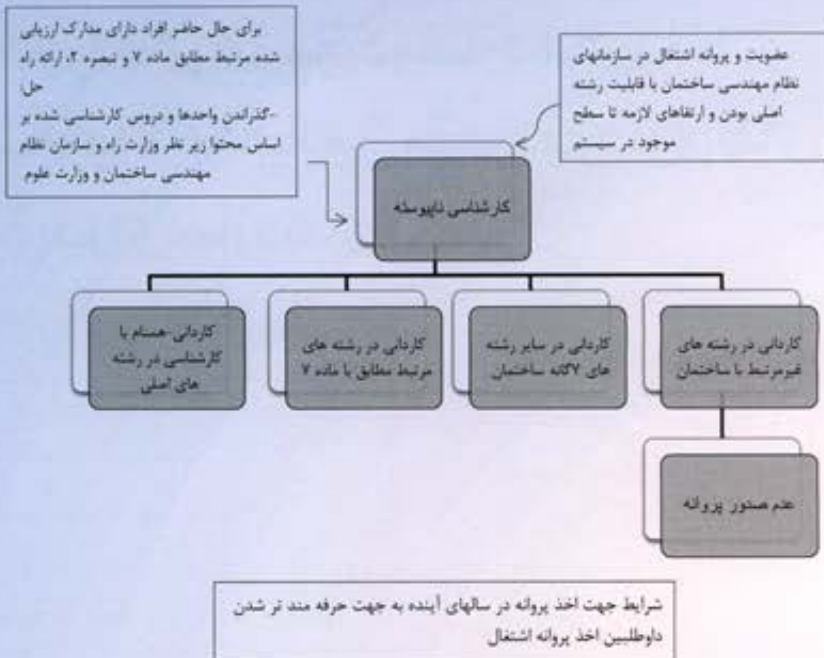 برای حال حاضر افراد دارای مدارک ارزیابی
شده مرتبط مطابق ماده ۷ و تبصره ۲، ارائه راه
حل:
-گذراندن واحدها و دروس کارشناسی شده بر
اساس محتوا زیر نظر وزارت راه و سازمان نظام
مهندسی ساختمان و وزارت علوم
عضویت و پروانه اشتغال در سازمانهای
نظام مهندسی ساختمان با قابلیت رشته
اصلی بودن و ارتقاهای لازمه تا سطح
موجود در سیستم
کارشناسی ناپیوسته
کاردانی در رشته های
غیرمرتبط با ساختمان
کاردانی در سایر رشته
های ۷گانه ساختمان
کاردانی در رشته های
مرتبط مطابق با ماده ۷
کاردانی-همنام با
کارشناسی در رشته
های اصلی
عدم صدور پروانه
شرایط جهت اخذ پروانه در سالهای آینده به جهت حرفه مند تر شدن
داوطلبین اخذ پروانه اشتغال